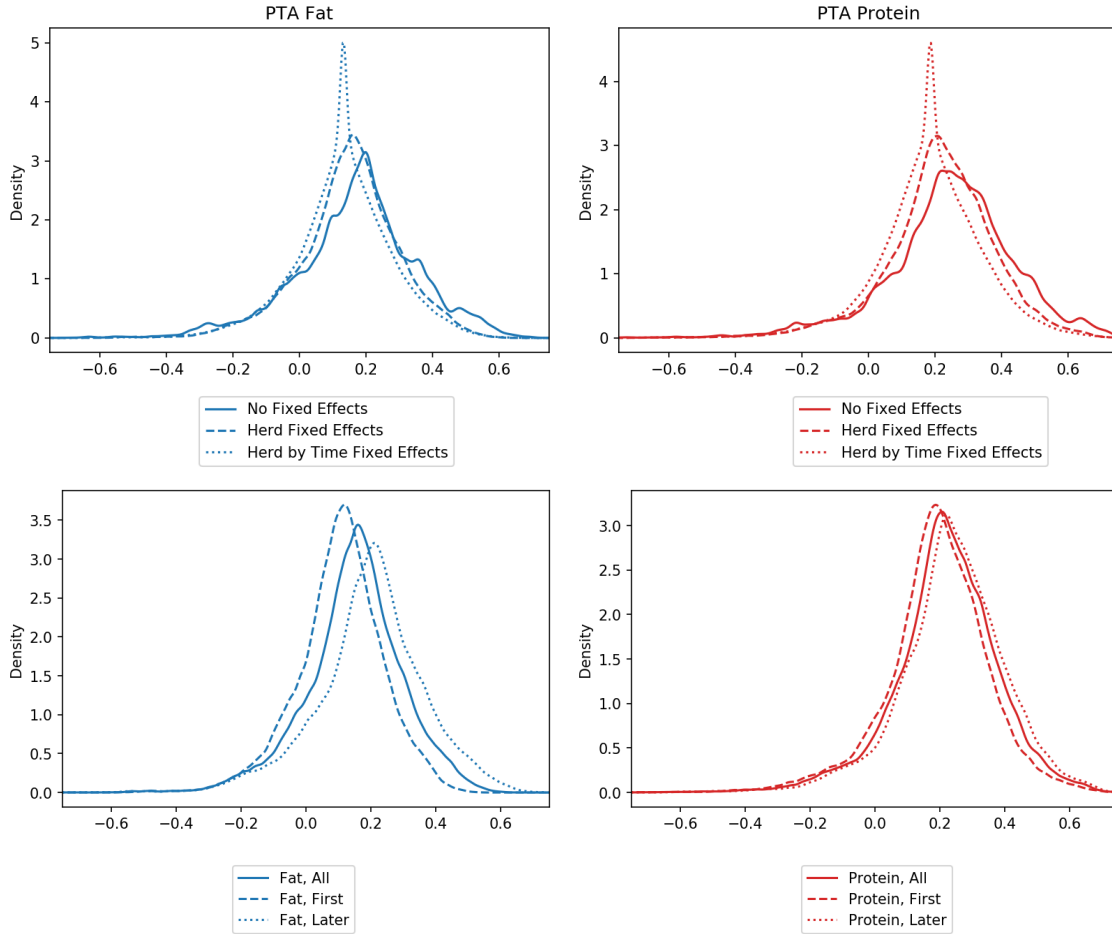 PTA Fat
5
4
3
2
1
0
Density
−0.6 −0.4 −0.2 0.0 0.2 0.4 0.6
No Fixed Effects
Herd Fixed Effects
Herd by Time Fixed Effects
PTA Protein
4
3
2
1
0
Density
−0.6 −0.4 −0.2 0.0 0.2 0.4 0.6
No Fixed Effects
Herd Fixed Effects
Herd by Time Fixed Effects
3.5
3.0
2.5
2.0
1.5
1.0
0.5
0.0
Density
−0.6 −0.4 −0.2 0.0 0.2 0.4 0.6
Fat, All
Fat, First
Fat, Later
3.0
2.5
2.0
1.5
1.0
0.5
0.0
Density
−0.6 −0.4 −0.2 0.0 0.2 0.4 0.6
Protein, All
Protein, First
Protein, Later